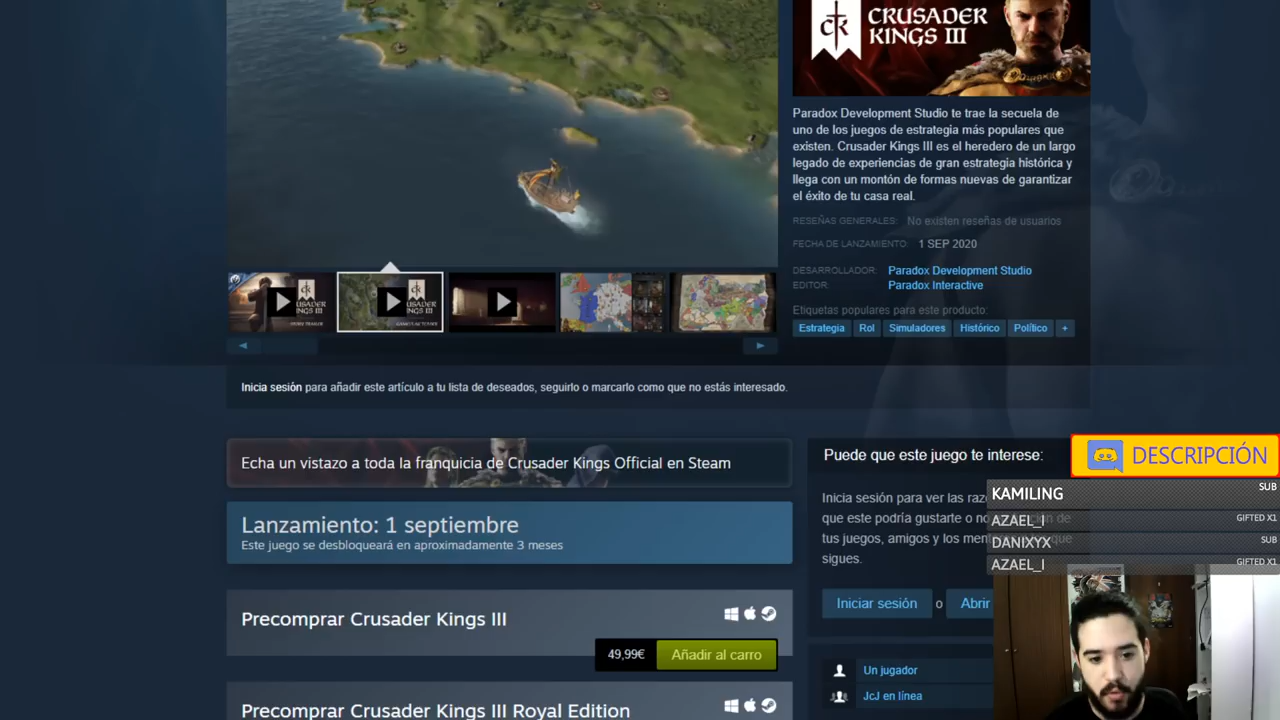 CRUSADER
KINGS III
Paradox Development Studio te trae la secuela de
uno de los juegos de estrategia más populares que
existen. Crusader Kings III es el heredero de un largo
legado de experiencias de gran estrategia histórica y
llega con un montón de formas nuevas de garantizar
el éxito de tu casa real.
RESEÑAS GENERALES: No existen reseñas de usuarios
FECHA DE LANZAMIENTO: 1 SEP 2020
DESARROLLADOR: Paradox Development Studio
EDITOR: Paradox Interactive
Etiquetas populares para este producto:
Estrategia Rol Simuladores Histórico Político +
Inicia sesión para añadir este artículo a tu lista de deseados, seguirlo o marcarlo como que no estás interesado.
Echa un vistazo a toda la franquicia de Crusader Kings Official en Steam
Lanzamiento: 1 septiembre
Este juego se desbloqueará en aproximadamente 3 meses
Precomprar Crusader Kings III
49,99€ Añadir al carro
Precomprar Crusader Kings III Royal Edition
Puede que este juego te interese:
DESCRIPCIÓN
Inicia sesión para ver las
que este podría gustarte o
de tus juegos, amigos y los que
sigues.
KAMILING SUB
AZAEL_I GIFTED X1
DANIXYX SUB
AZAEL_I GIFTED X1
Iniciar sesión o Abrir
Un jugador
JcJ en línea